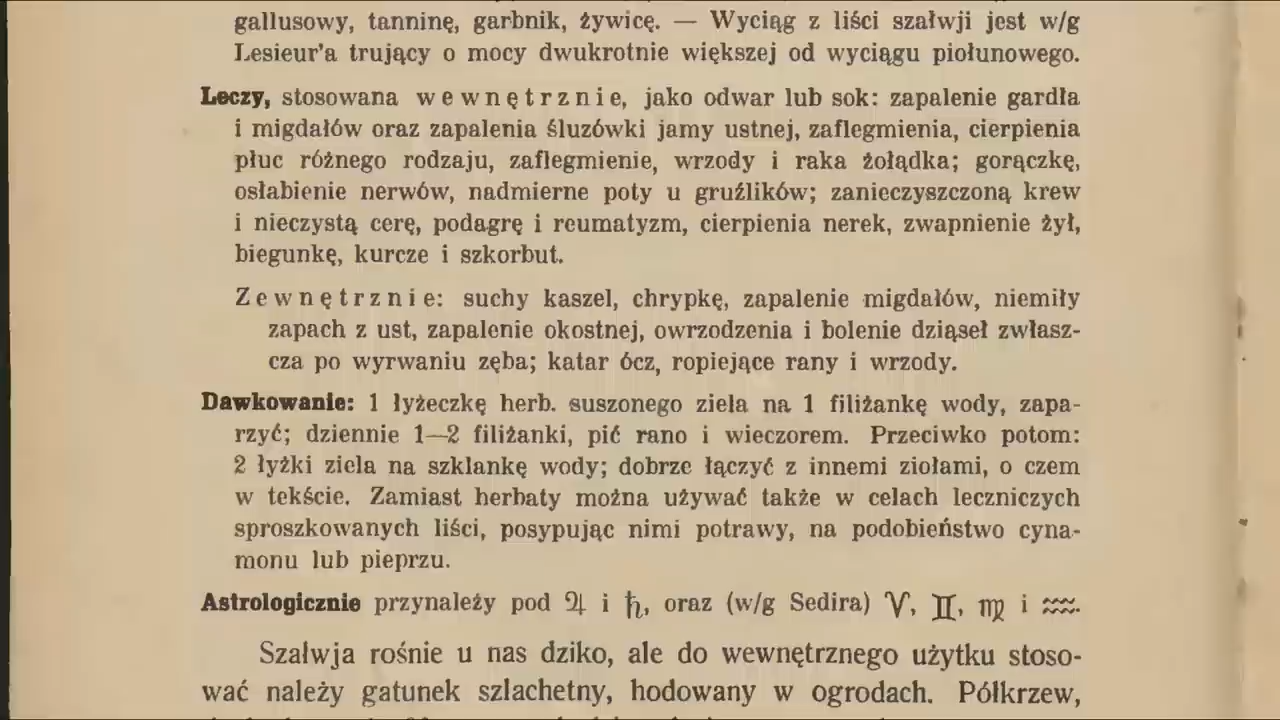 gallusowy, tanninę, garbnik, żywicę. — Wyciąg z liści szałwji jest w/g
Lesieur'a trujący o mocy dwukrotnie większej od wyciągu piołunowego.
Leczy, stosowana wewnętrznie, jako odwar lub sok: zapalenie gardła
i migdałów oraz zapalenia śluzówki jamy ustnej, zaflegmienia, cierpienia
płuc różnego rodzaju, zaflegmienie, wrzody i raka żołądka; gorączkę,
osłabienie nerwów, nadmierne poty u gruźlików; zanieczyszczoną krew
i nieczystą cerę, podagrę i reumatyzm, cierpienia nerek, zwapnienie żył,
biegunkę, kurcze i szkorbut.
Zewnętrznie: suchy kaszel, chrypkę, zapalenie migdałów, niemiły
zapach z ust, zapalenie okostnej, owrzodzenia i bolenie dziąseł zwłasz-
cza po wyrwaniu zęba; katar ócz, ropiejące rany i wrzody.
Dawkowanie: 1 łyżeczkę herb. suszonego ziela na 1 filiżankę wody, zapa-
rzyć; dziennie 1—2 filiżanki, pić rano i wieczorem. Przeciwko potom:
2 łyżki ziela na szklankę wody; dobrze łączyć z innemi ziołami, o czem
w tekście. Zamiast herbaty można używać także w celach leczniczych
sproszkowanych liści, posypując nimi potrawy, na podobieństwo cyna-
monu lub pieprzu.
Astrologicznie przynależy pod ♃ i ♄, oraz (w/g Sedira) ♈, ♊, ♍ i ♒.
Szałwja rośnie u nas dziko, ale do wewnętrznego użytku stoso-
wać należy gatunek szlachetny, hodowany w ogrodach. Półkrzew,